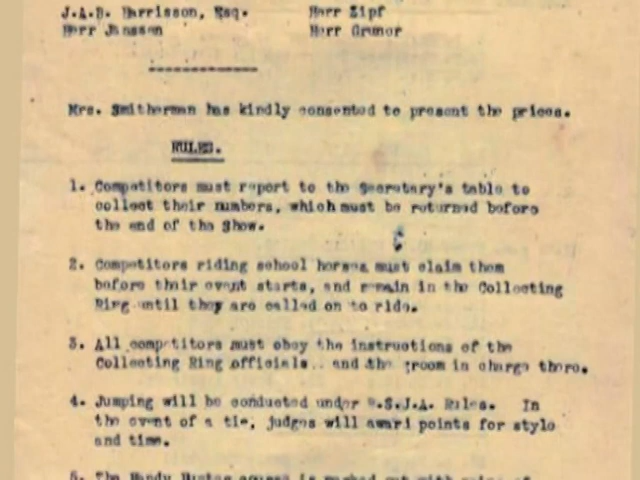 J.A.B. Harrisson, Esq. Herr Zipf
Herr Janssen Herr Gramor
Mrs. Smitherman has kindly consented to present the prizes.
RULES.
1. Competitors must report to the Secretary's table to
collect their numbers, which must be returned before
the end of the Show.
2. Competitors riding school horses must claim them
before their event starts, and remain in the Collecting
Ring until they are called on to ride.
3. All competitors must obey the instructions of the
Collecting Ring officials.. and the groom in charge there.
4. Jumping will be conducted under B.S.J.A. Rules. In
the event of a tie, judges will award points for style
and time.
5. The Handy